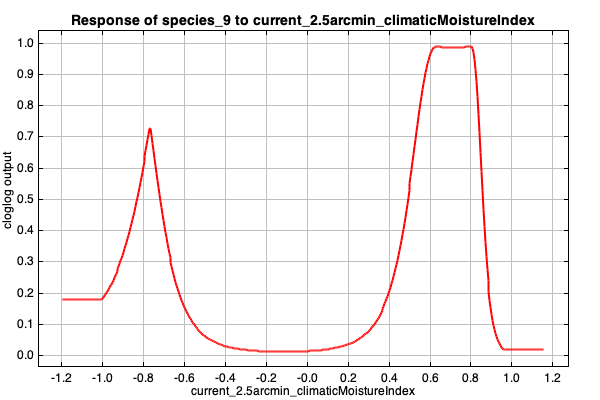 Response of species_9 to current_2.5arcmin_climaticMoistureIndex
cloglog output
1.0
0.9
0.8
0.7
0.6
0.5
0.4
0.3
0.2
0.1
0.0
-1.2 -1.0 -0.8 -0.6 -0.4 -0.2 -0.0 0.2 0.4 0.6 0.8 1.0 1.2
current_2.5arcmin_climaticMoistureIndex